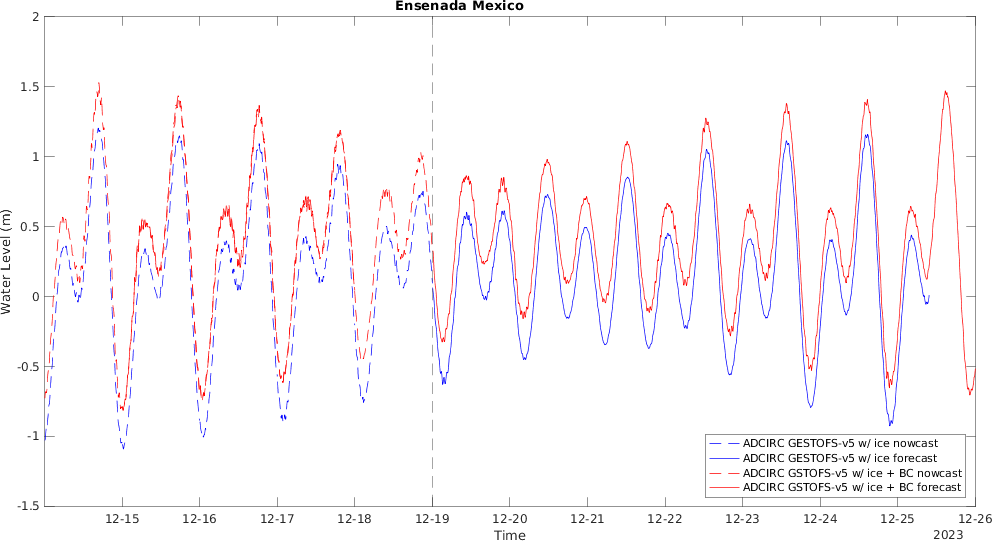 Ensenada Mexico
2
1.5
1
0.5
0
-0.5
-1
-1.5
Water Level (m)
12-15 12-16 12-17 12-18 12-19 12-20 12-21 12-22 12-23 12-24 12-25 12-26
Time
2023
ADCIRC GESTOFS-v5 w/ ice nowcast
ADCIRC GESTOFS-v5 w/ ice forecast
ADCIRC GSTOFS-v5 w/ ice + BC nowcast
ADCIRC GSTOFS-v5 w/ ice + BC forecast